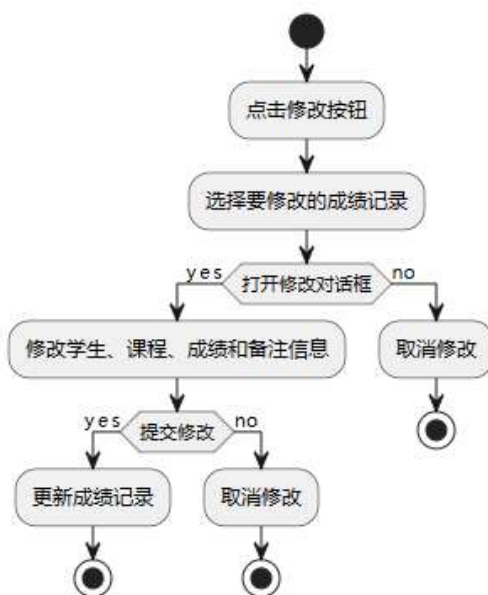 点击修改按钮
选择要修改的成绩记录
yes
打开修改对话框
no
修改学生、课程、成绩和备注信息
取消修改
yes
提交修改
no
更新成绩记录
取消修改